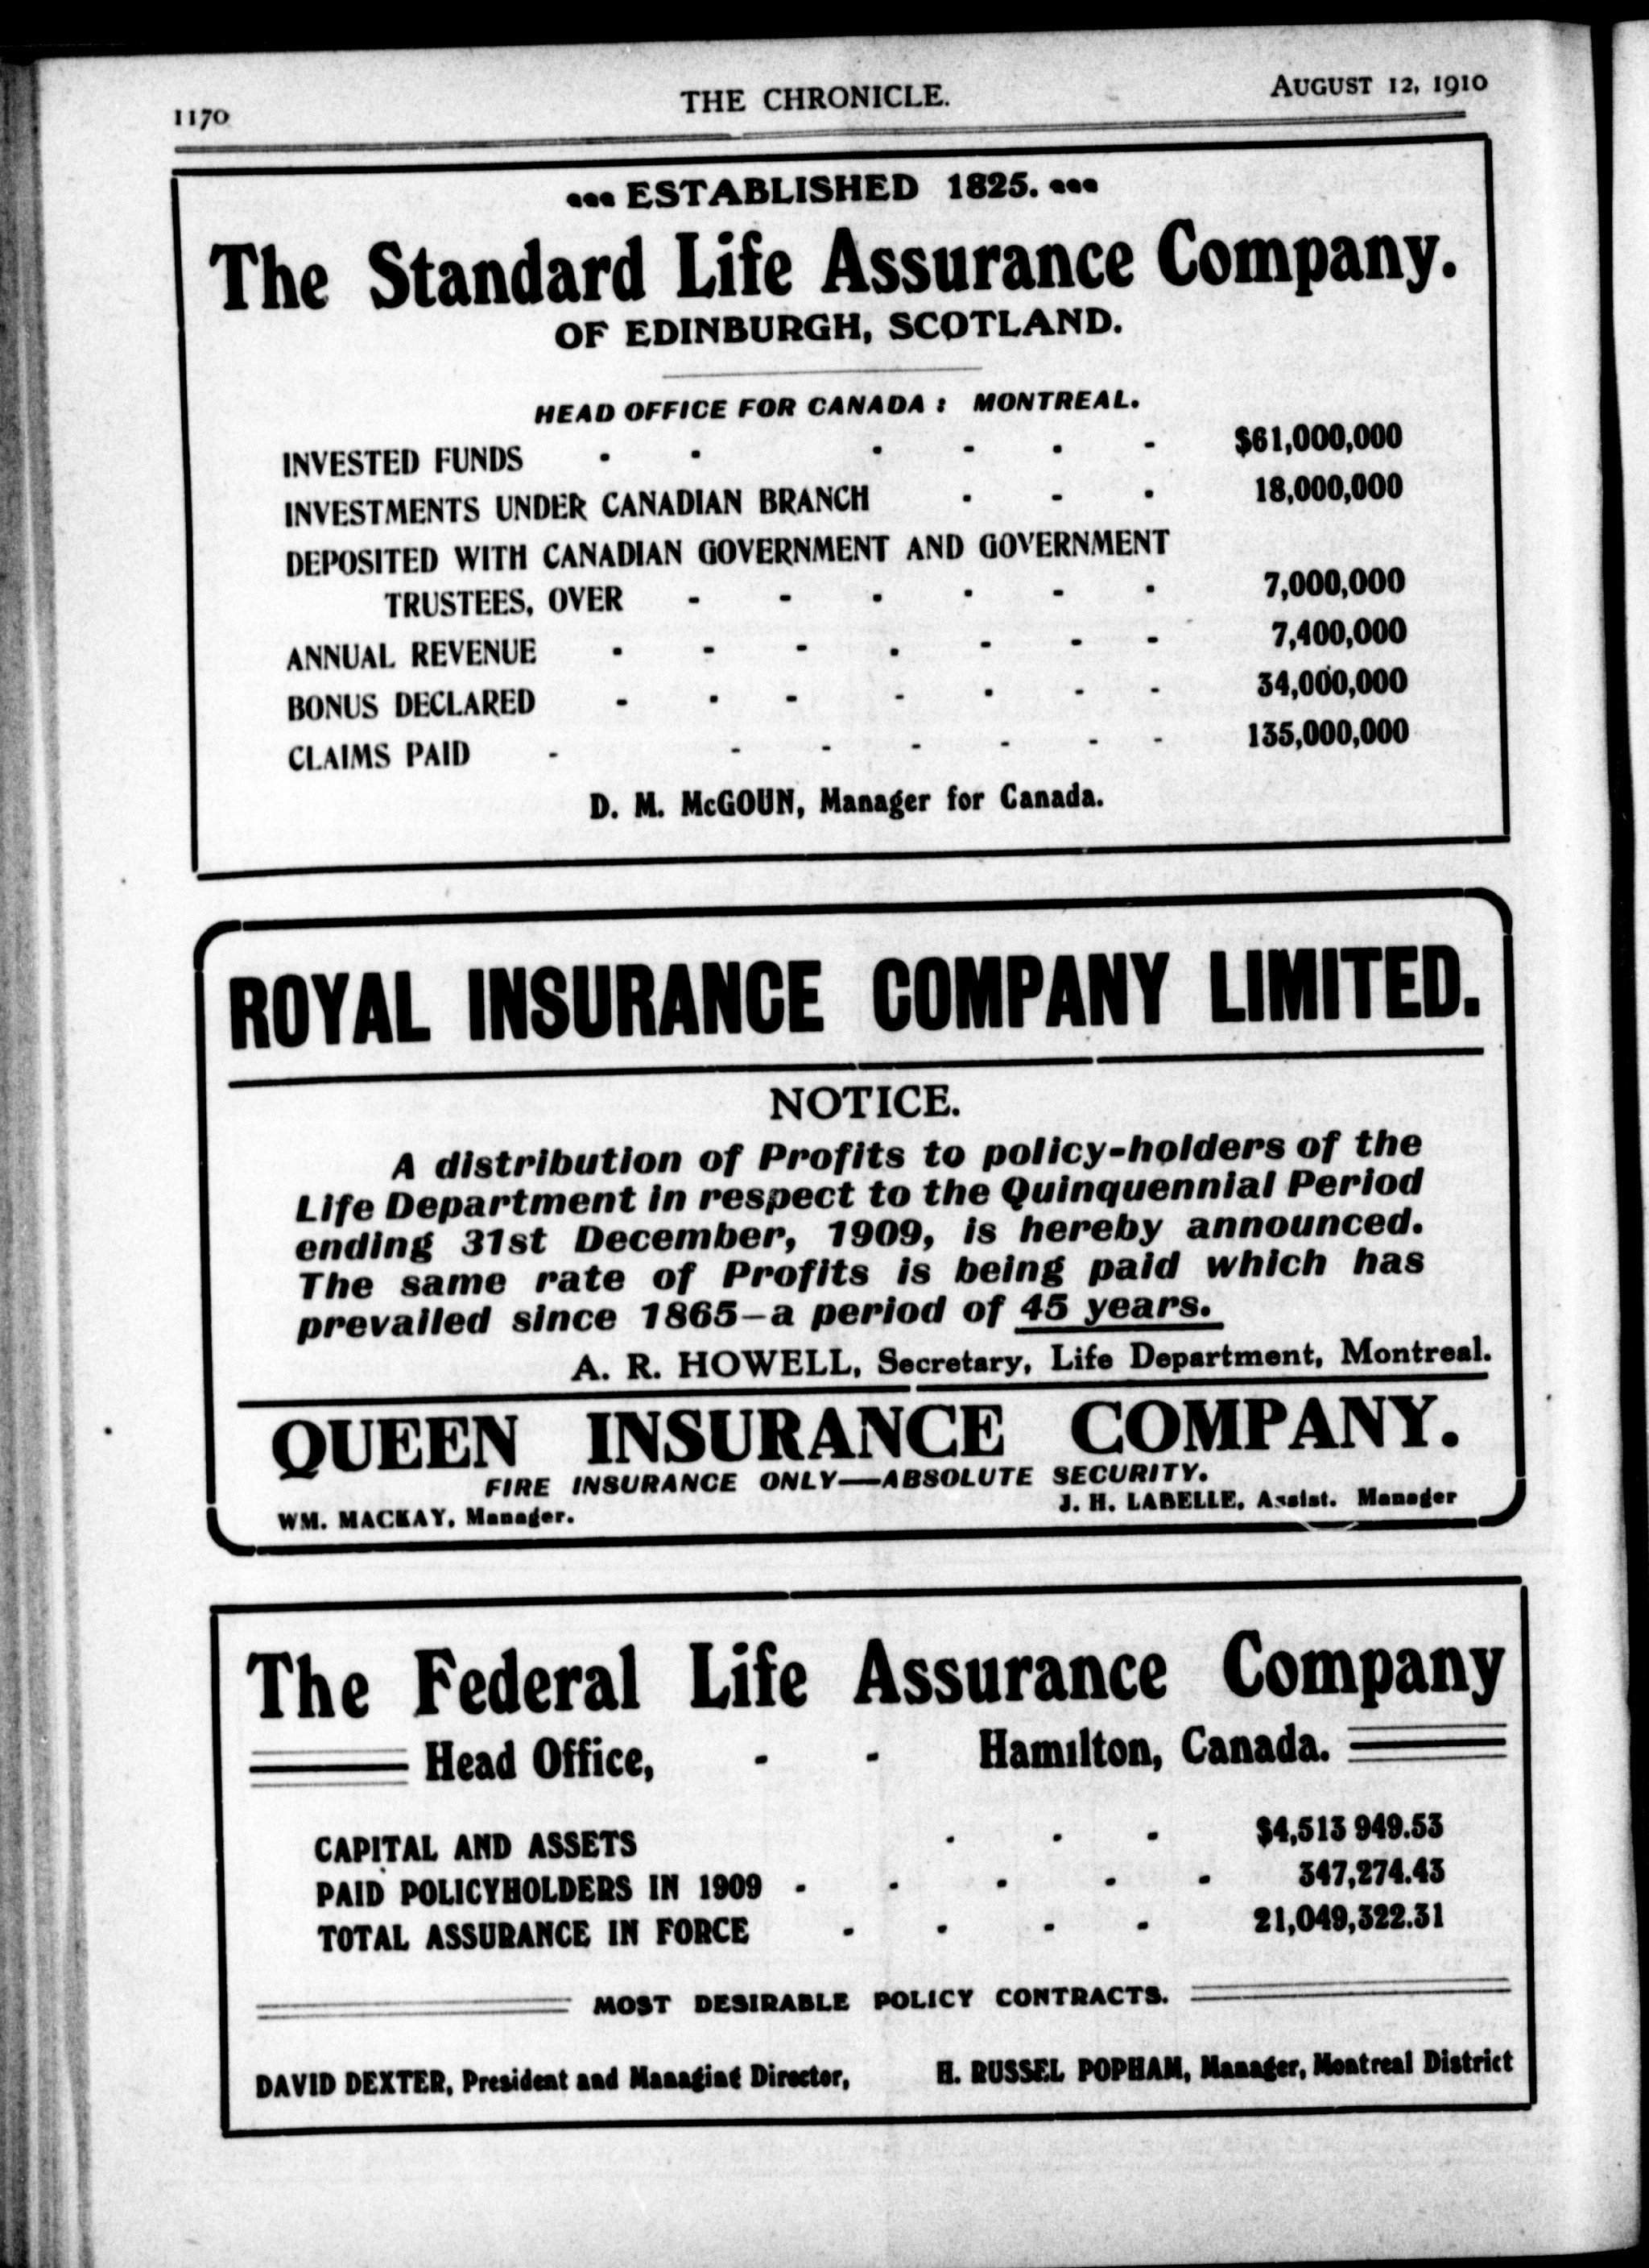 1170
THE CHRONICLE.
AUGUST 12, 1910
ESTABLISHED 1825.
The Standard Life Assurance Company.
OF EDINBURGH, SCOTLAND.
HEAD OFFICE FOR CANADA : MONTREAL.
INVESTED FUNDS - - - - - - $61,000,000
INVESTMENTS UNDER CANADIAN BRANCH - - - 18,000,000
DEPOSITED WITH CANADIAN GOVERNMENT AND GOVERNMENT
TRUSTEES, OVER - - - - - - 7,000,000
ANNUAL REVENUE - - - - - - - 7,400,000
BONUS DECLARED - - - - - - - 34,000,000
CLAIMS PAID - - - - - - - 135,000,000
D. M. McGOUN, Manager for Canada.
ROYAL INSURANCE COMPANY LIMITED.
NOTICE.
A distribution of Profits to policy-holders of the
Life Department in respect to the Quinquennial Period
ending 31st December, 1909, is hereby announced.
The same rate of Profits is being paid which has
prevailed since 1865—a period of 45 years.
A. R. HOWELL, Secretary, Life Department, Montreal.
QUEEN INSURANCE COMPANY.
FIRE INSURANCE ONLY—ABSOLUTE SECURITY.
WM. MACKAY, Manager.
J. H. LABELLE, Assist. Manager
The Federal Life Assurance Company
Head Office, - - Hamilton, Canada.
CAPITAL AND ASSETS - - - $4,513 949.53
PAID POLICYHOLDERS IN 1909 - - - - - 347,274.43
TOTAL ASSURANCE IN FORCE - - - - 21,049,322.31
MOST DESIRABLE POLICY CONTRACTS.
DAVID DEXTER, President and Managing Director,
H. RUSSEL POPHAM, Manager, Montreal District